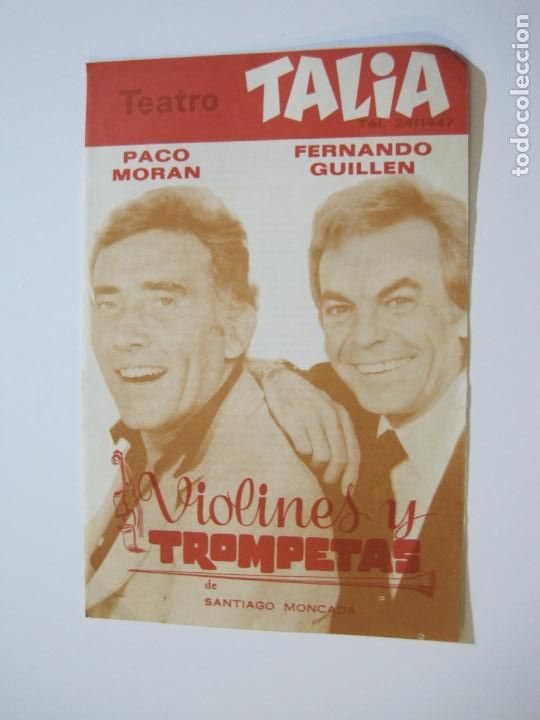 Teatro TALiA
Tel. 2411447
PACO
MORAN
FERNANDO
GUILLEN
Violines y
TROMPETAS
de
SANTIAGO MONCADA
todocoleccion